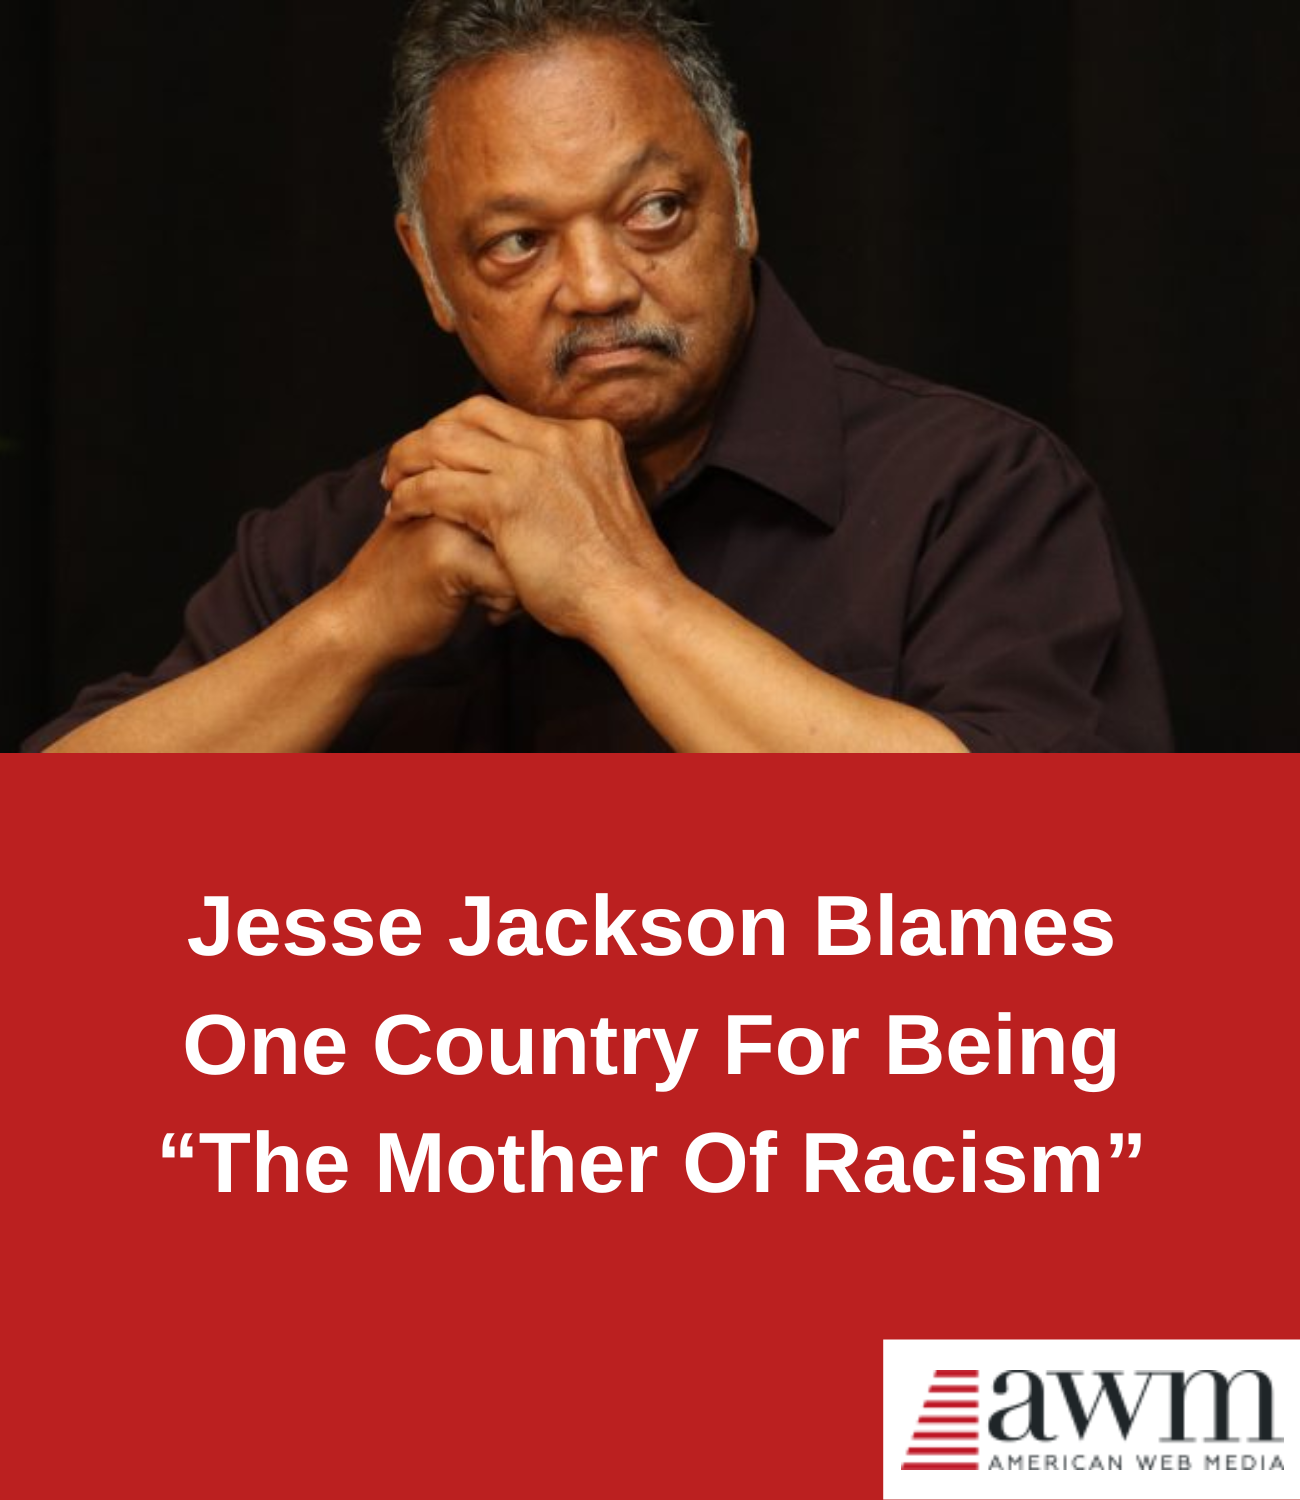 Jesse Jackson Blames
One Country For Being
“The Mother Of Racism”
awm
AMERICAN WEB MEDIA